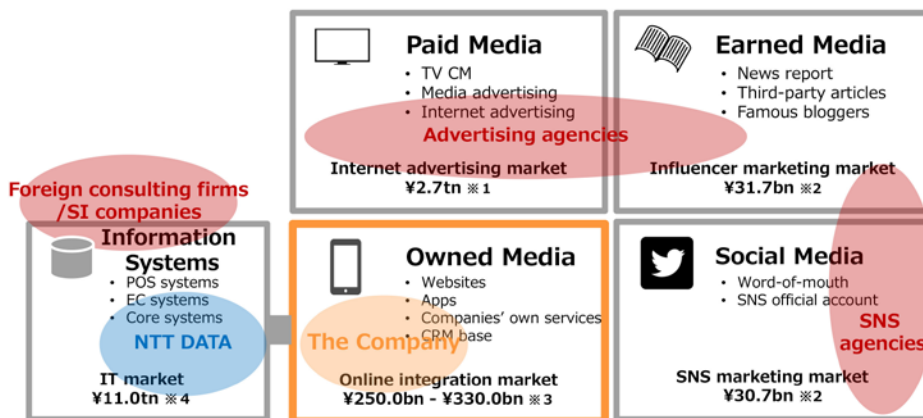 Paid Media
• TV CM
• Media advertising
• Internet advertising
Advertising agencies
Internet advertising market
¥2.7tn ※1
Earned Media
• News report
• Third-party articles
• Famous bloggers
Influencer marketing market
¥31.7bn ※2
Foreign consulting firms
/SI companies
Information
Systems
• POS systems
• EC systems
• Core systems
NTT DATA
IT market
¥11.0tn ※4
Owned Media
• Websites
• Apps
• Companies’ own services
• CRM base
The Company
Online integration market
¥250.0bn - ¥330.0bn ※3
Social Media
• Word-of-mouth
• SNS official account
SNS
agencies
SNS marketing market
¥30.7bn ※2